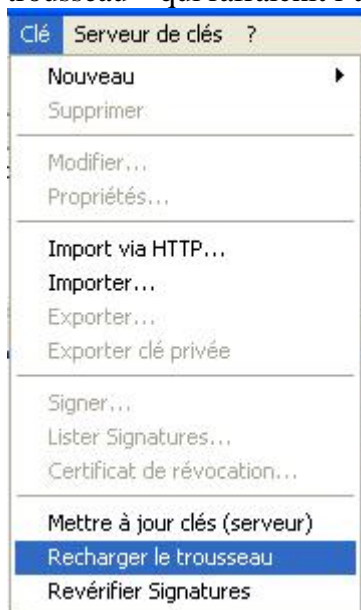 trousseau
Clé Serveur de clés ?
Nouveau
Supprimer
Modifier...
Propriétés...
Import via HTTP...
Importer...
Exporter...
Exporter clé privée
Signer...
Lister Signatures...
Certificat de révocation...
Mettre à jour clés (serveur)
Recharger le trousseau
Revérifier Signatures